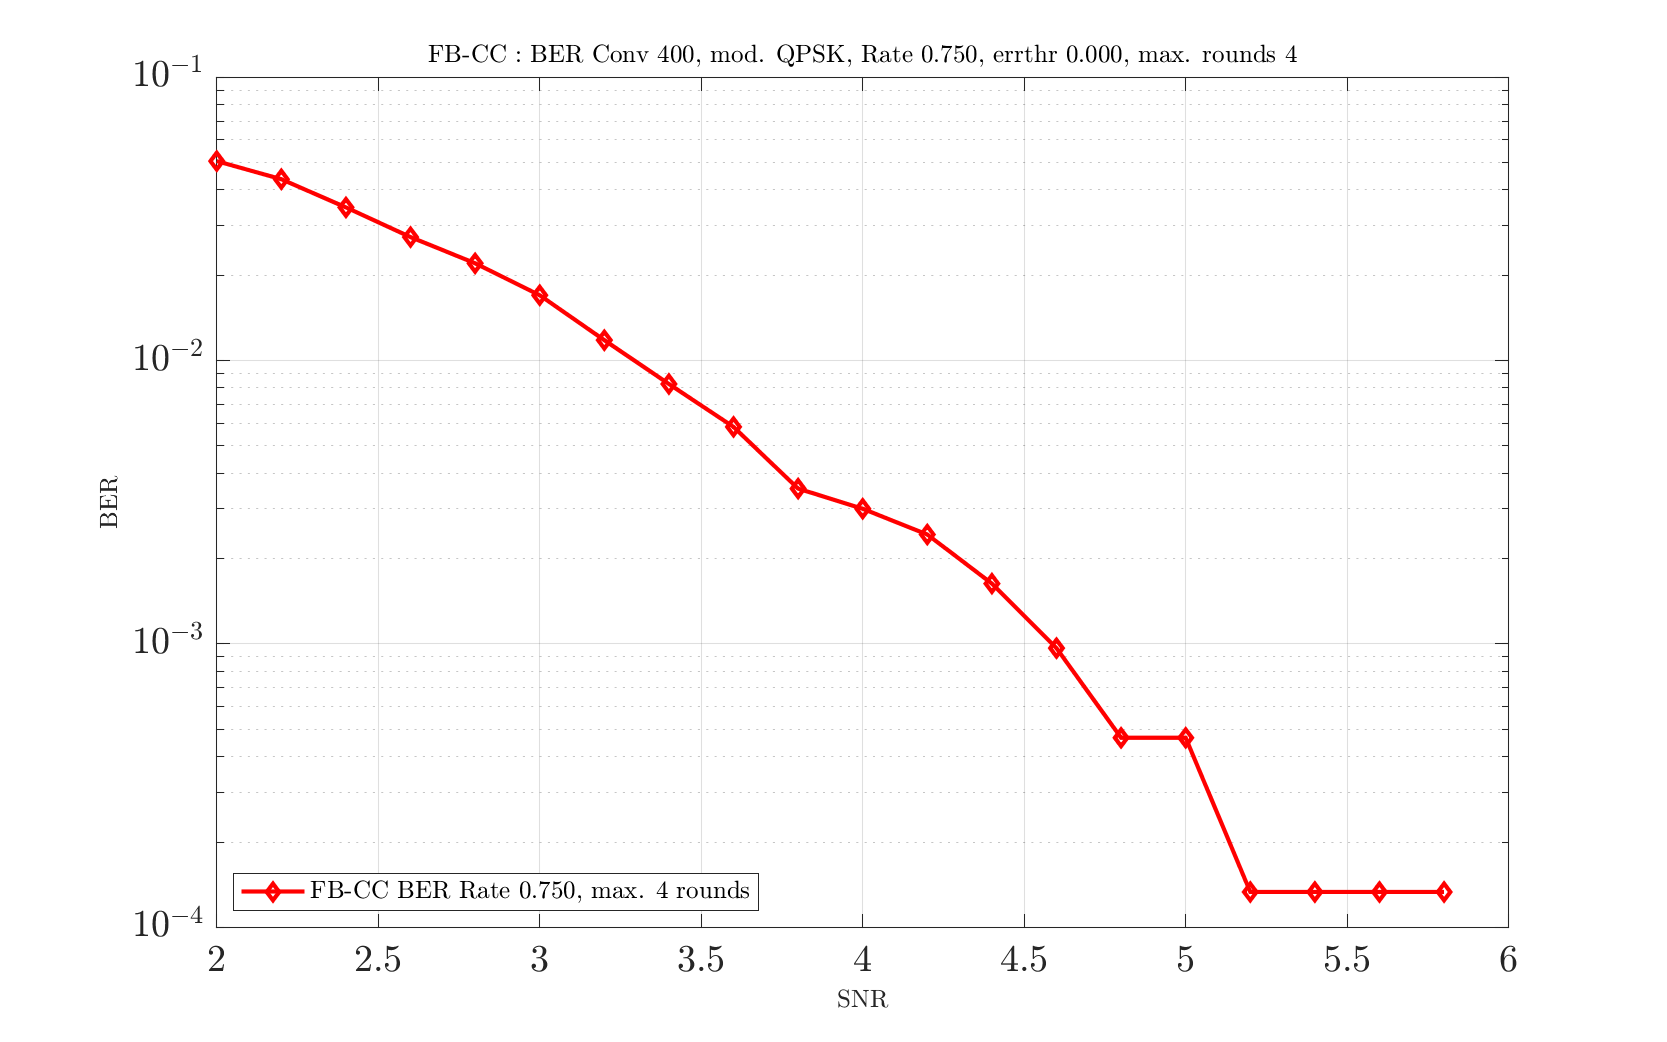 FB-CC : BER Conv 400, mod. QPSK, Rate 0.750, errthr 0.000, max. rounds 4
10⁻¹
10⁻²
10⁻³
10⁻⁴
BER
FB-CC BER Rate 0.750, max. 4 rounds
2 2.5 3 3.5 4 4.5 5 5.5 6
SNR